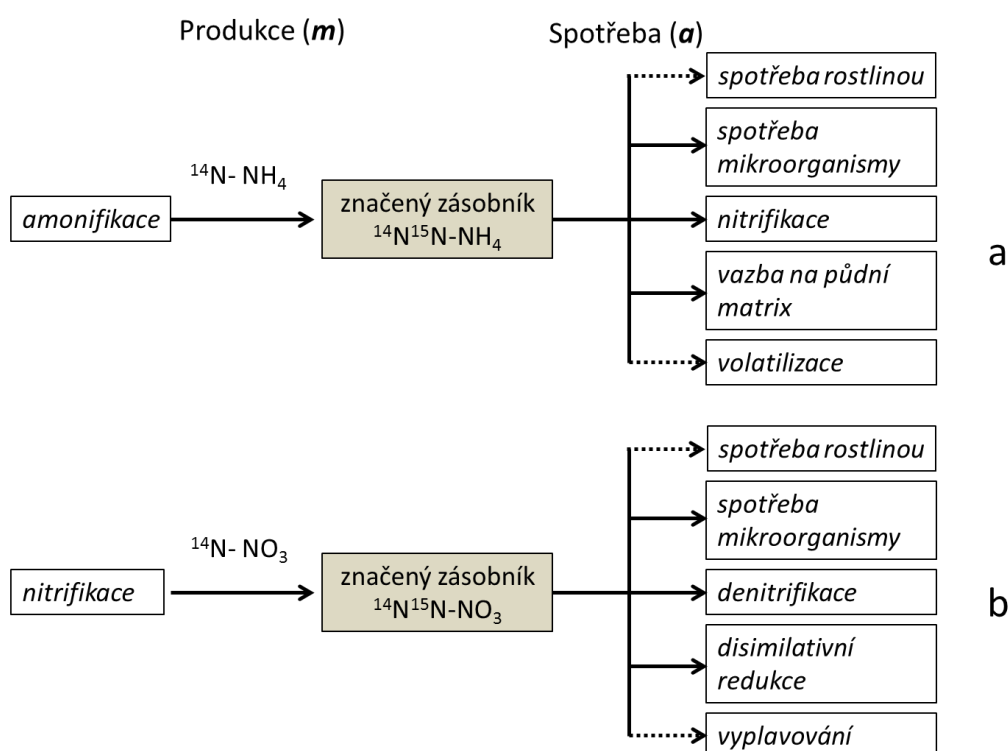 Produkce (m)
Spotřeba (a)
amonifikace
¹⁴N- NH₄
značený zásobník
¹⁴N¹⁵N-NH₄
spotřeba rostlinou
spotřeba
mikroorganismy
nitrifikace
vazba na půdní
matrix
volatilizace
a
nitrifikace
¹⁴N- NO₃
značený zásobník
¹⁴N¹⁵N-NO₃
spotřeba rostlinou
spotřeba
mikroorganismy
denitrifikace
disimilativní
redukce
vyplavování
b